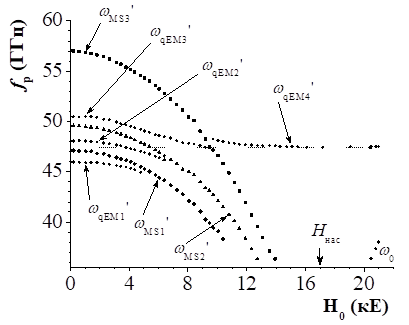 60
55
50
45
40
f_p (ГГц)
ω_MS3'
ω_qEM3'
ω_qEM2'
ω_qEM4'
ω_qEM1'
ω_MS1'
ω_MS2'
H_нас
ω_0
0 4 8 12 16 20
H_0 (кЕ)